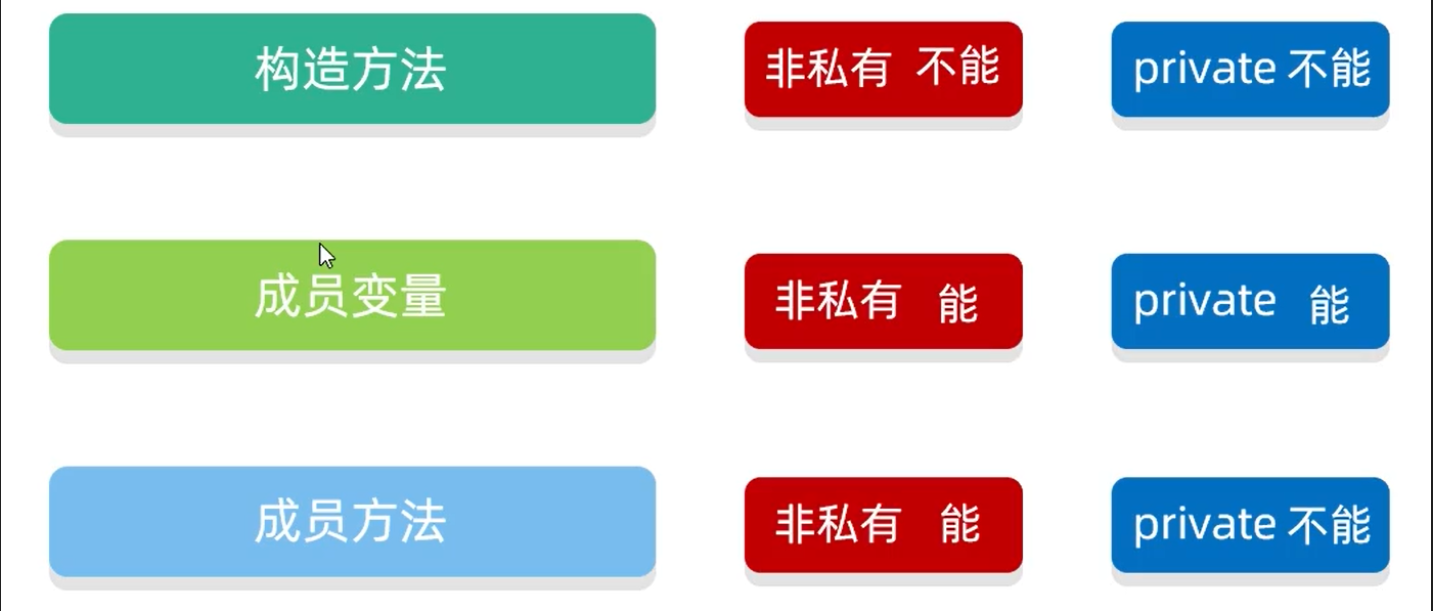 构造方法 非私有 不能 private 不能
成员变量 非私有 能 private 能
成员方法 非私有 能 private 不能